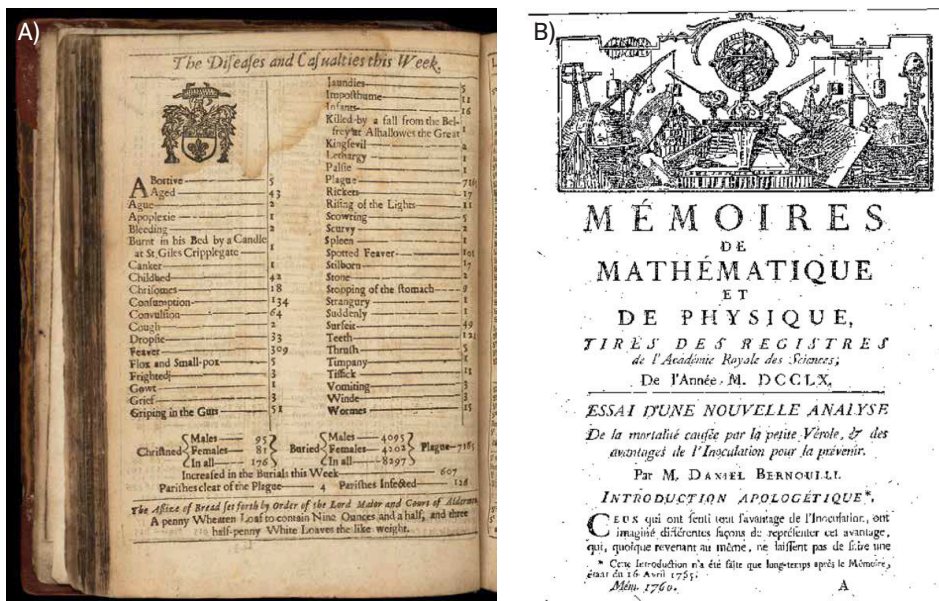 A)
The Diſeaſes and Caſualties this Week.
ABortive 5
Aged 43
Ague 2
Apoplexie 1
Bleeding 2
Burnt in his Bed by a Candle
at St. Giles Cripplegate 1
Canker 1
Childbed 42
Chriſomes 18
Conſumption 134
Convulſion 64
Cough 2
Dropſie 33
Feaver 309
Flox and Small-pox 5
Frighted 3
Gowt 1
Grief 3
Griping in the Guts 51
Jaundies 5
Impoſthume 11
Infants 16
Killed by a fall from the Bel-
frey at Alhallowes the Great 1
Kingſevil 2
Lethargy 1
Palſie 1
Plague 7165
Rickets 17
Riſing of the Lights 11
Scowring 5
Scurvy 2
Spleen 1
Spotted Feaver 101
Stilborn 17
Stone 2
Stopping of the ſtomach 9
Strangury 1
Suddenly 1
Surfeit 49
Teeth 121
Thruſh 5
Timpany 1
Tiſſick 11
Vomiting 3
Winde 3
Wormes 15
Chriſtned Males 95 Females 81 In all 176 Buried Males 4095 Females 4202 In all 8297 Plague 7165
Increaſed in the Burials this Week 607
Pariſhes clear of the Plague 4 Pariſhes Infected 126
The Aſsize of Bread ſet forth by Order of the Lord Maior and Court of Aldermen
A penny Wheaten Loaf to contain Nine Ounces and a half, and three
half-penny White Loaves the like weight.
B)
MÉMOIRES
DE
MATHÉMATIQUE
ET
DE PHYSIQUE,
TIRÉS DES REGISTRES
de l'Académie Royale des Sciences;
De l'Année M. DCCLX.
ESSAI D'UNE NOUVELLE ANALYSE
De la mortalité cauſée par la petite Vérole, & des
avantages de l'Inoculation pour la prévenir.
Par M. DANIEL BERNOULLI.
INTRODUCTION APOLOGÉTIQUE*,
CEUX qui ont ſenti tout l'avantage de l'Inoculation, ont
imaginé différentes façons de repréſenter cet avantage,
qui, quoique revenant au même, ne laiſſent pas de faire une
* Cette Introduction n'a été faite que long-temps après le Mémoire,
étant du 16 Avril 1765;
Mém. 1760. A